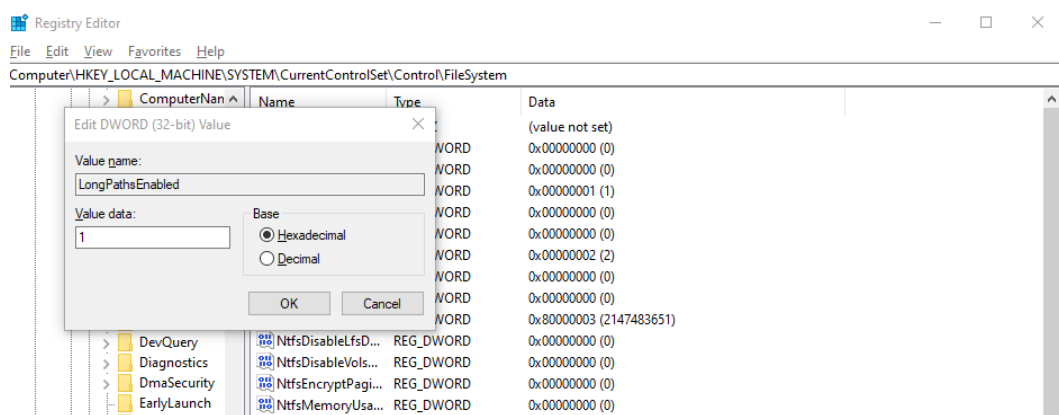 Registry Editor
File Edit View Favorites Help
Computer\HKEY_LOCAL_MACHINE\SYSTEM\CurrentControlSet\Control\FileSystem
ComputerNan Name Type Data
Edit DWORD (32-bit) Value
(value not set)
WORD 0x00000000 (0)
Value name:
WORD 0x00000000 (0)
LongPathsEnabled
WORD 0x00000001 (1)
Value data: Base
WORD 0x00000000 (0)
1 Hexadecimal
WORD 0x00000000 (0)
Decimal
WORD 0x00000002 (2)
WORD 0x00000000 (0)
OK Cancel
WORD 0x00000000 (0)
WORD 0x80000003 (2147483651)
DevQuery NtfsDisableLfsD... REG_DWORD 0x00000000 (0)
Diagnostics NtfsDisableVols... REG_DWORD 0x00000000 (0)
DmaSecurity NtfsEncryptPagi... REG_DWORD 0x00000000 (0)
EarlyLaunch NtfsMemoryUsa... REG_DWORD 0x00000000 (0)